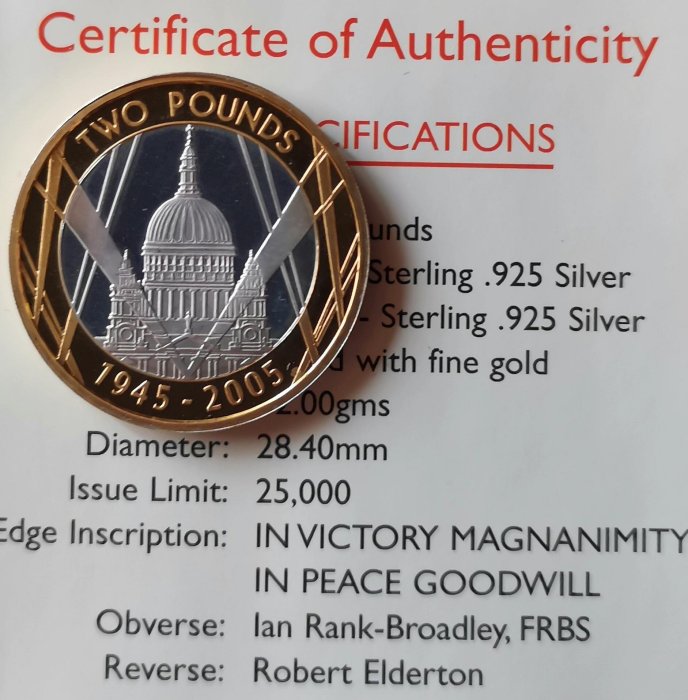 Certificate of Authenticity
TWO POUNDS
CIFICATIONS
unds
Sterling .925 Silver
- Sterling .925 Silver
with fine gold
2.00gms
1945 - 2005
Diameter: 28.40mm
Issue Limit: 25,000
Edge Inscription: IN VICTORY MAGNANIMITY
IN PEACE GOODWILL
Obverse: Ian Rank-Broadley, FRBS
Reverse: Robert Elderton